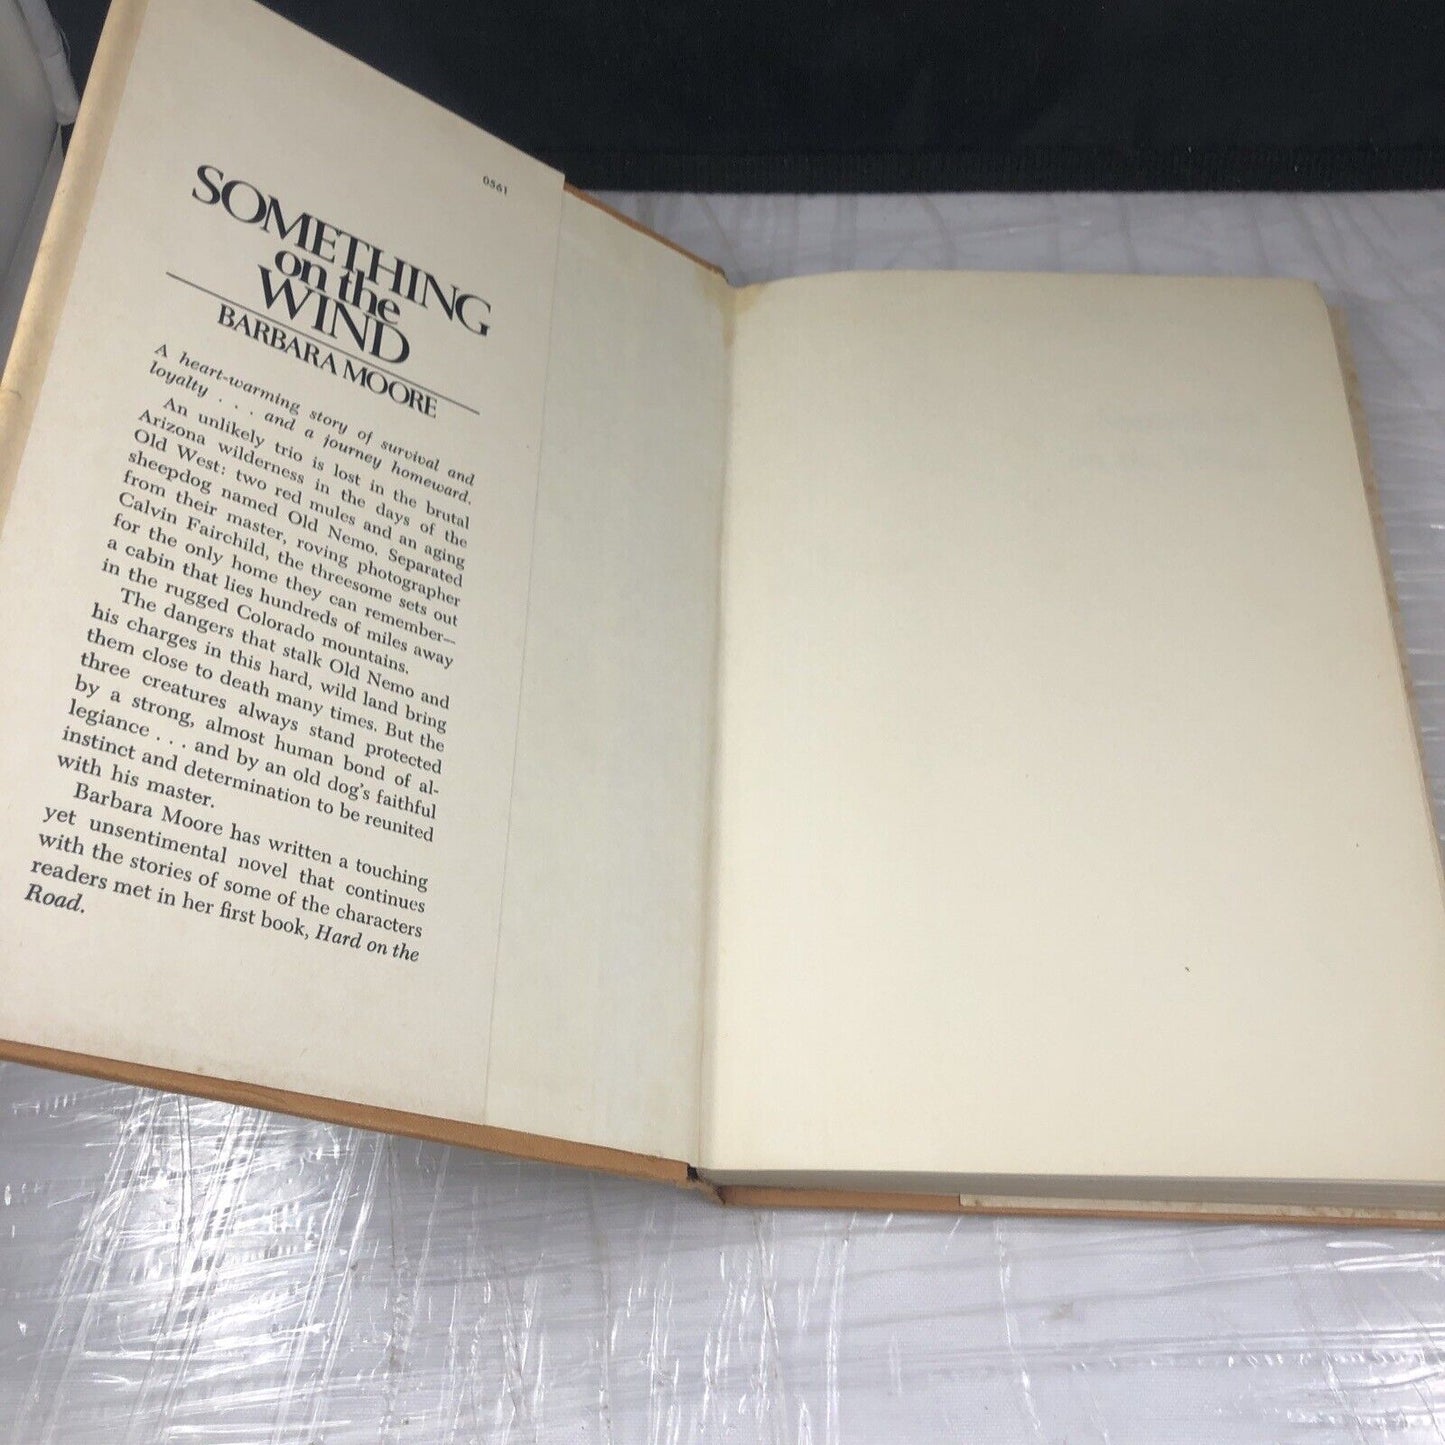 0561
SOMETHING
on the
WIND
BARBARA MOORE
A heart-warming story of survival and
loyalty . . . and a journey homeward.
An unlikely trio is lost in the brutal
Arizona wilderness in the days of the
Old West: two red mules and an aging
sheepdog named Old Nemo. Separated
from their master, roving photographer
Calvin Fairchild, the threesome sets out
for the only home they can remember—
a cabin that lies hundreds of miles away
in the rugged Colorado mountains.
The dangers that stalk Old Nemo and
his charges in this hard, wild land bring
them close to death many times. But the
three creatures always stand protected
by a strong, almost human bond of al-
legiance . . . and by an old dog's faithful
instinct and determination to be reunited
with his master.
Barbara Moore has written a touching
yet unsentimental novel that continues
with the stories of some of the characters
readers met in her first book, Hard on the
Road.